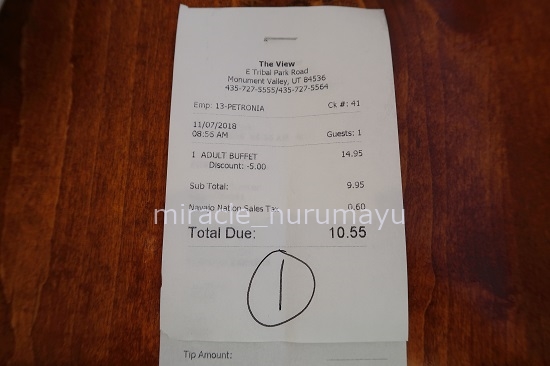 The View
E Tribal Park Road
Monument Valley, UT 84536
435-727-5555/435-727-5564
Emp: 13-PETRONIA Ck #: 41
11/07/2018
08:56 AM Guests: 1
1 ADULT BUFFET 14.95
Discount: -5.00
Sub Total: 9.95
Navajo Nation Sales Tax 0.60
miracle_nurumayu
Total Due: 10.55
1
Tip Amount: